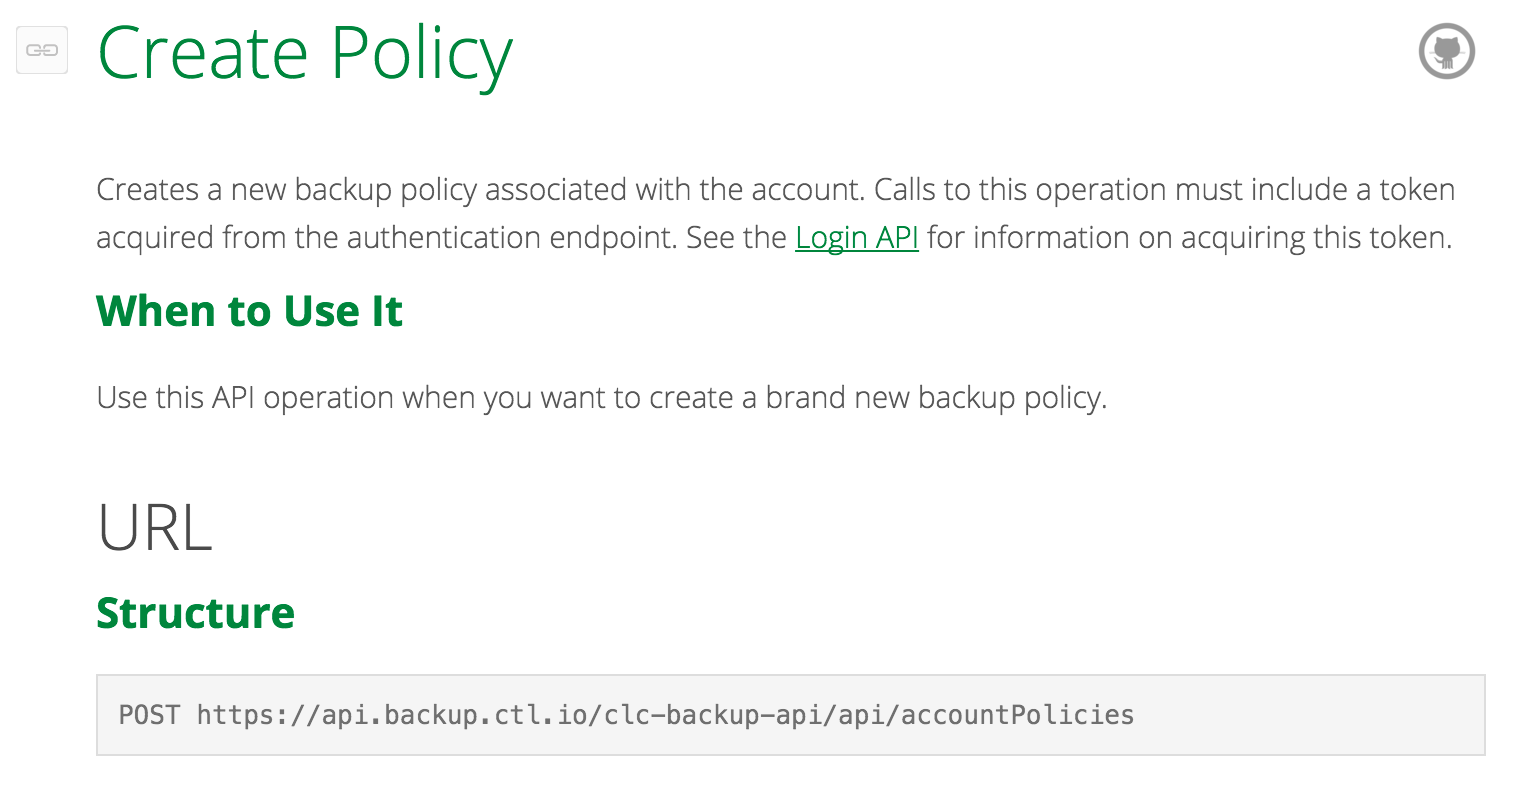 Create Policy
Creates a new backup policy associated with the account. Calls to this operation must include a token
acquired from the authentication endpoint. See the Login API for information on acquiring this token.
When to Use It
Use this API operation when you want to create a brand new backup policy.
URL
Structure
POST https://api.backup.ctl.io/clc-backup-api/api/accountPolicies